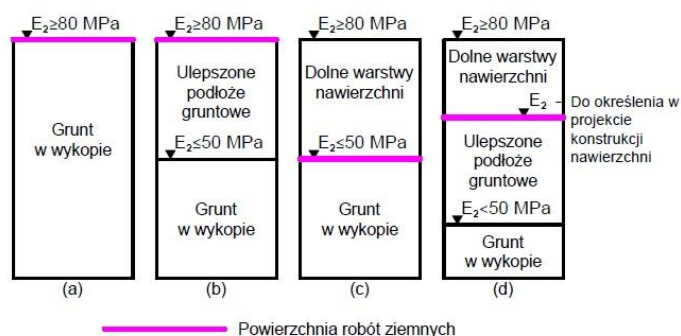 E₂≥80 MPa
Grunt
w wykopie
(a)
E₂≥80 MPa
Ulepszone
podłoże
gruntowe
E₂≤50 MPa
Grunt
w wykopie
(b)
E₂≥80 MPa
Dolne warstwy
nawierzchni
E₂≤50 MPa
Grunt
w wykopie
(c)
E₂≥80 MPa
Dolne warstwy
nawierzchni
E₂ – Do określenia w
projekcie
konstrukcji
nawierzchni
Ulepszone
podłoże
gruntowe
E₂<50 MPa
Grunt
w wykopie
(d)
Powierzchnia robót ziemnych